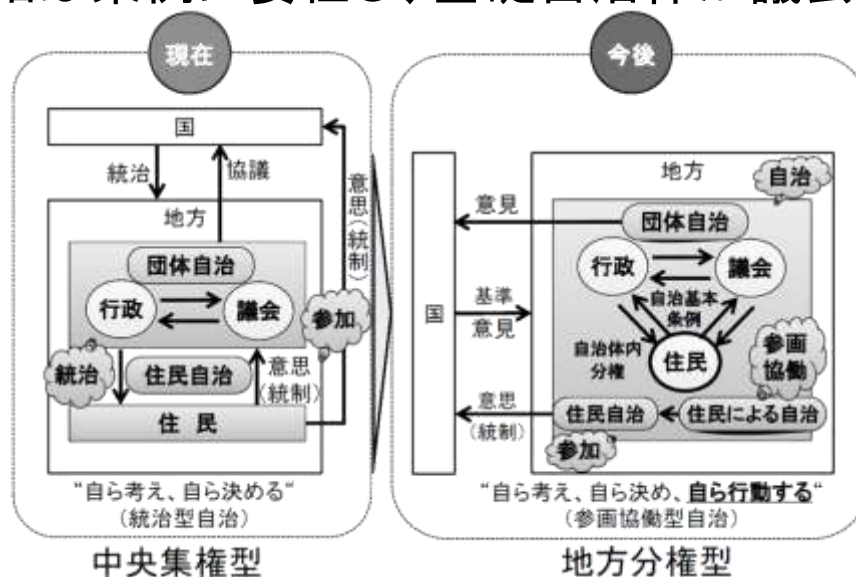 現在
国
統治
協議
意思(統制)
地方
団体自治
行政
議会
参加
統治
住民自治
意思
(統制)
住 民
“自ら考え、自ら決める“
(統治型自治)
中央集権型
今後
地方
自治
意見
団体自治
行政
議会
国
基準
意見
自治基本
条例
自治体内
分権
住民
参画
協働
意思
(統制)
住民自治
住民による自治
参加
“自ら考え、自ら決め、自ら行動する“
(参画協働型自治)
地方分権型